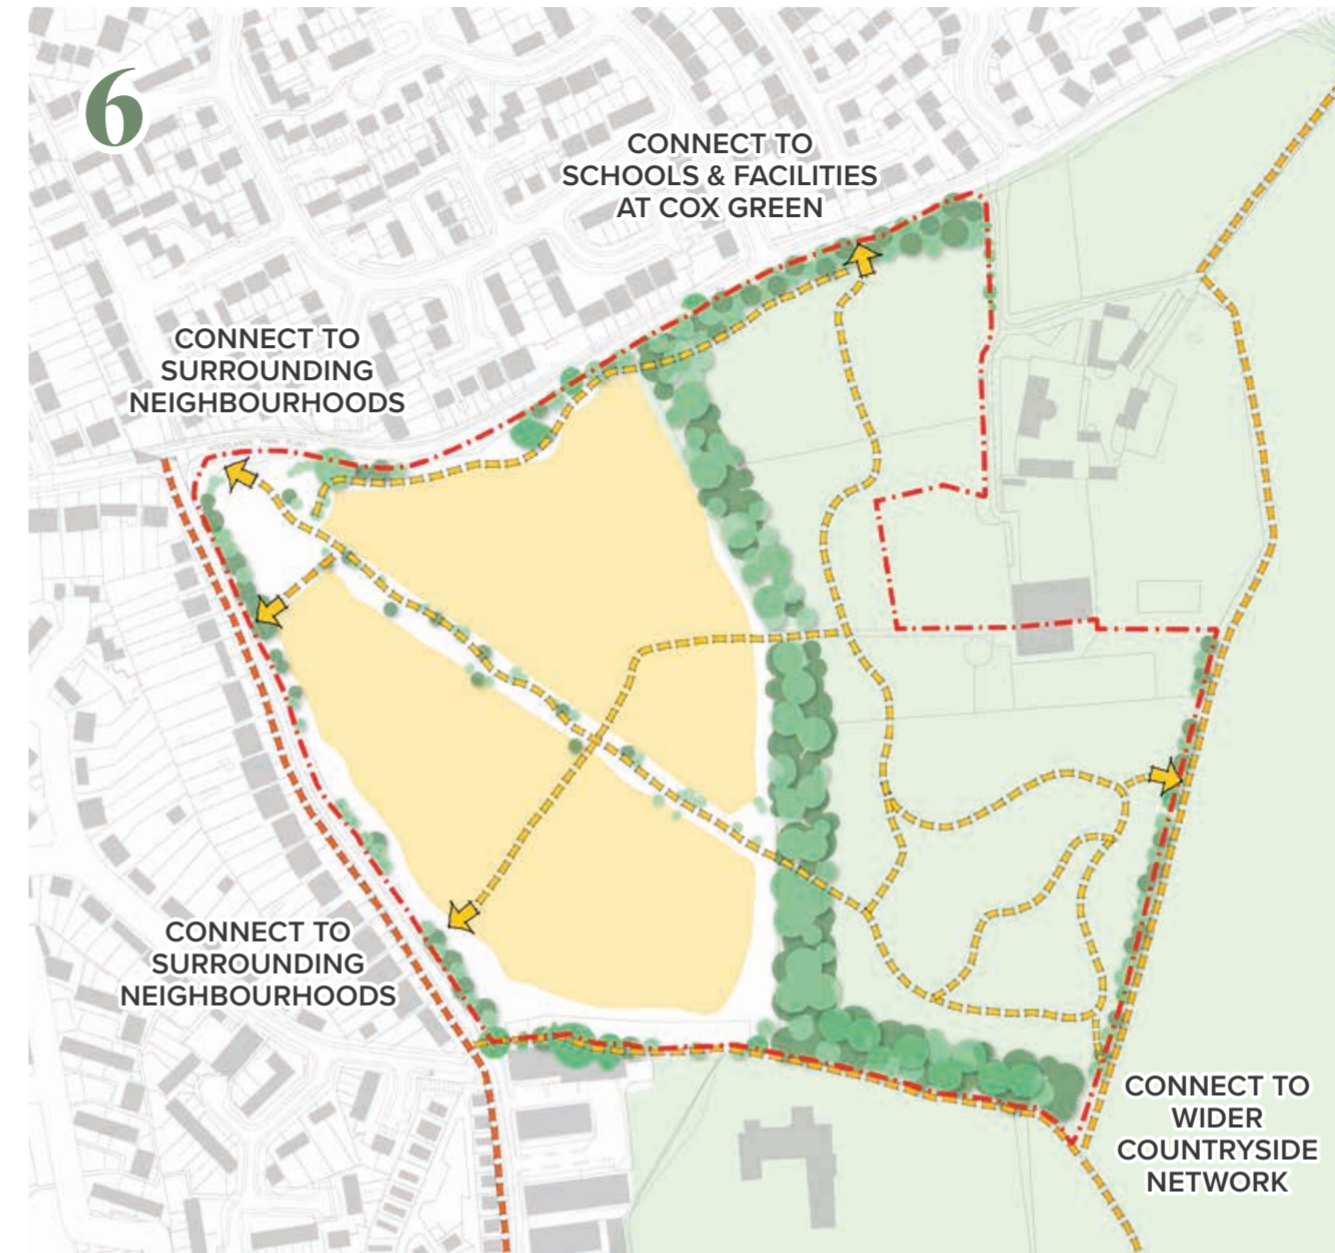 6
CONNECT TO
SCHOOLS & FACILITIES
AT COX GREEN
CONNECT TO
SURROUNDING
NEIGHBOURHOODS
CONNECT TO
SURROUNDING
NEIGHBOURHOODS
CONNECT TO
WIDER
COUNTRYSIDE
NETWORK